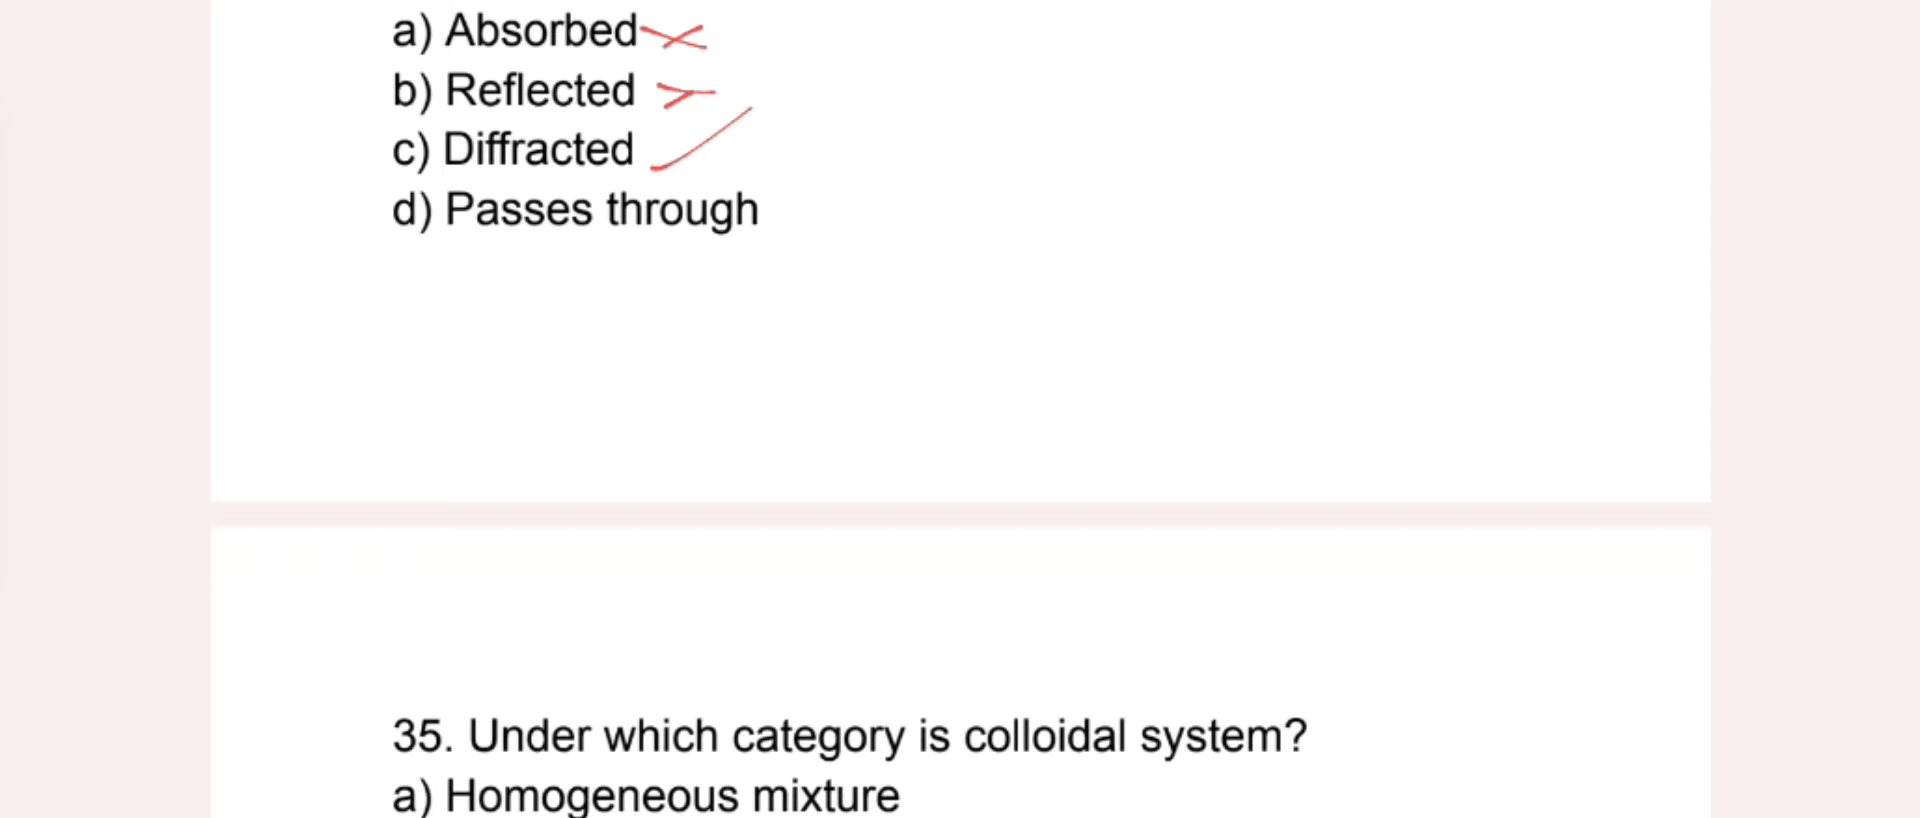 a) Absorbed
b) Reflected
c) Diffracted
d) Passes through
35. Under which category is colloidal system?
a) Homogeneous mixture